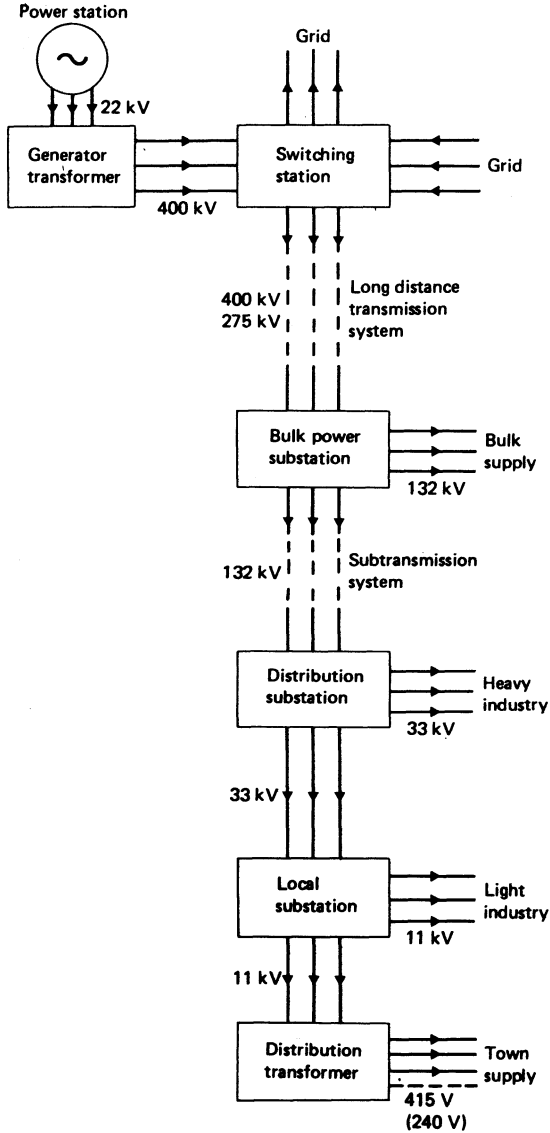 Power station
22 kV
Generator
transformer
400 kV
Grid
Switching
station
Grid
400 kV
275 kV
Long distance
transmission
system
Bulk power
substation
Bulk
supply
132 kV
132 kV
Subtransmission
system
Distribution
substation
Heavy
industry
33 kV
33 kV
Local
substation
Light
industry
11 kV
11 kV
Distribution
transformer
Town
supply
415 V
(240 V)